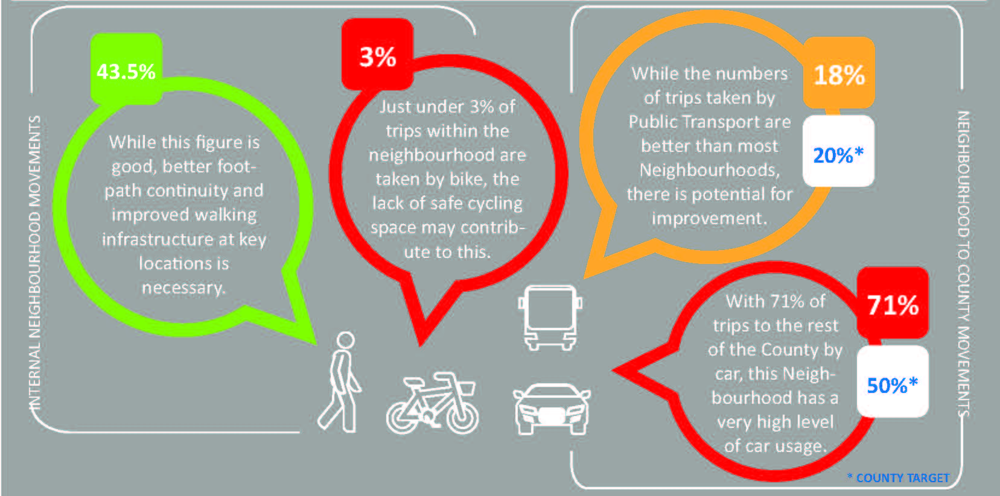 INTERNAL NEIGHBOURHOOD MOVEMENTS
43.5%
While this figure is
good, better foot-
path continuity and
improved walking
infrastructure at key
locations is
necessary.
3%
Just under 3% of
trips within the
neighbourhood are
taken by bike, the
lack of safe cycling
space may contrib-
ute to this.
While the numbers
of trips taken by
Public Transport are
better than most
Neighbourhoods,
there is potential for
improvement.
18%
20%*
With 71% of
trips to the rest
of the County by
car, this Neigh-
bourhood has a
very high level
of car usage.
71%
50%*
NEIGHBOURHOOD TO COUNTY MOVEMENTS
* COUNTY TARGET